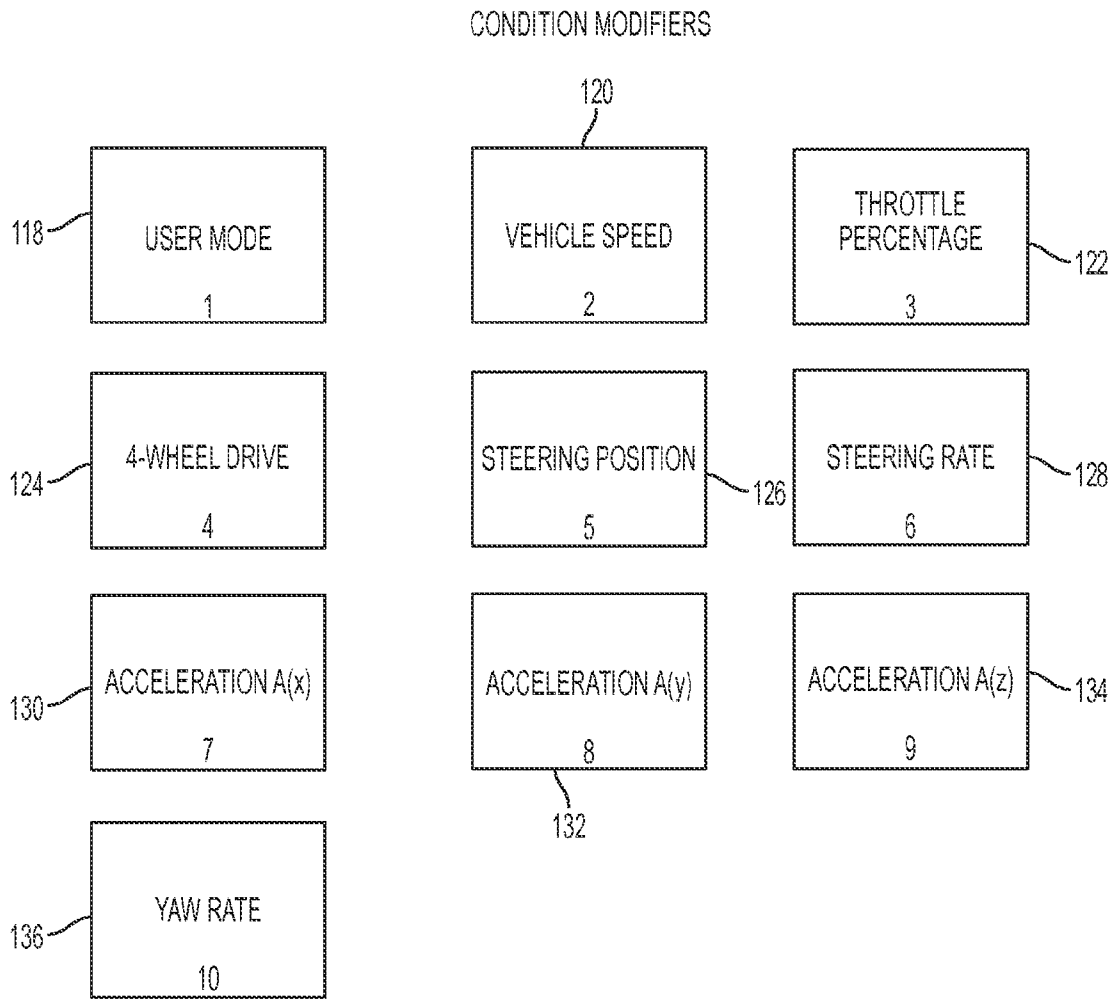 CONDITION MODIFIERS
120
118
USER MODE
1
VEHICLE SPEED
2
THROTTLE
PERCENTAGE
3
122
124
4-WHEEL DRIVE
4
STEERING POSITION
5
126
STEERING RATE
6
128
130
ACCELERATION A(x)
7
ACCELERATION A(y)
8
132
ACCELERATION A(z)
9
134
136
YAW RATE
10